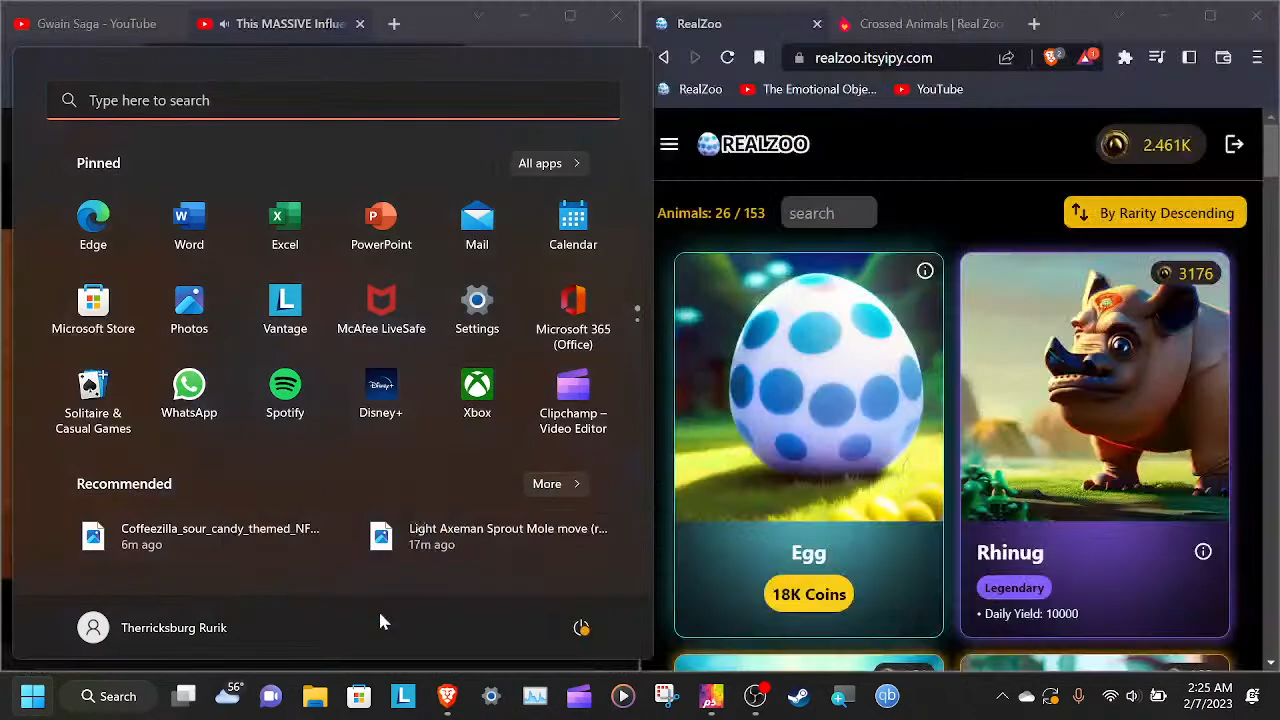 Gwain Saga - YouTube
This MASSIVE Influe
RealZoo
Crossed Animals | Real Zoo
realzoo.itsyipy.com
2
1
RealZoo
The Emotional Obje...
YouTube
Type here to search
Pinned
All apps
Edge
Word
Excel
PowerPoint
Mail
Calendar
Microsoft Store
Photos
Vantage
McAfee LiveSafe
Settings
Microsoft 365
(Office)
Solitaire &
Casual Games
WhatsApp
Spotify
Disney+
Xbox
Clipchamp –
Video Editor
Recommended
More
Coffeezilla_sour_candy_themed_NF...
6m ago
Light Axeman Sprout Mole move (r...
17m ago
Therricksburg Rurik
REALZOO
2.461K
Animals: 26 / 153
search
By Rarity Descending
Egg
18K Coins
3176
Rhinug
Legendary
• Daily Yield: 10000
Search
56°
2:25 AM
2/7/2023